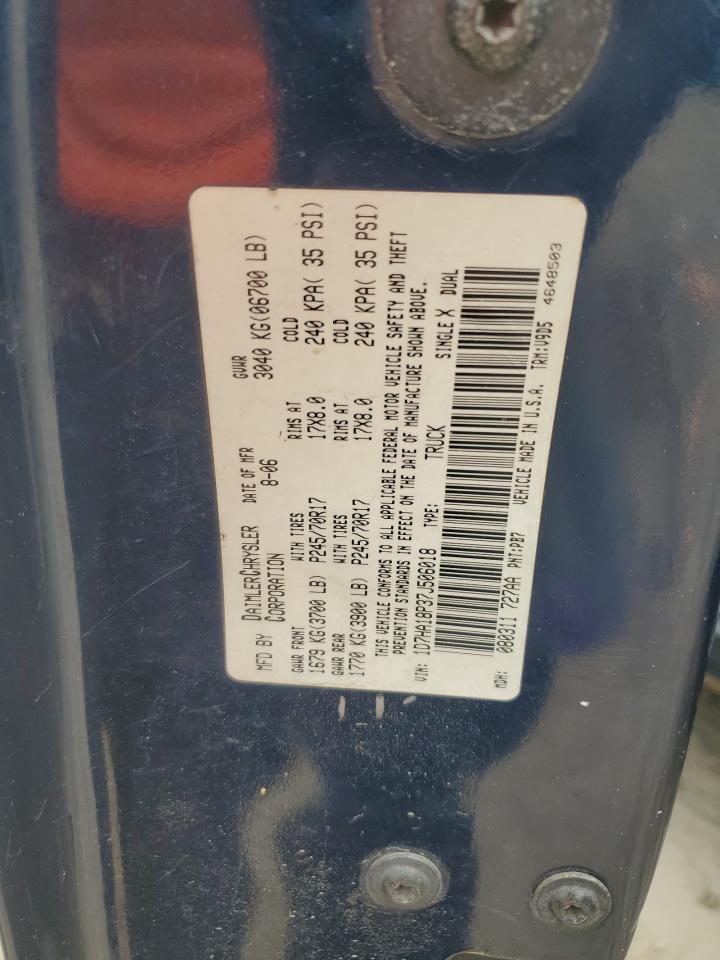 MFD BY DAIMLERCHRYSLER CORPORATION DATE OF MFR 8-06 GVWR 3040 KG(06700 LB)
GAWR FRONT WITH TIRES RIMS AT COLD
1679 KG(3700 LB) P245/70R17 17X8.0 240 KPA( 35 PSI)
GAWR REAR WITH TIRES RIMS AT COLD
1770 KG(3900 LB) P245/70R17 17X8.0 240 KPA( 35 PSI)
THIS VEHICLE CONFORMS TO ALL APPLICABLE FEDERAL MOTOR VEHICLE SAFETY AND THEFT
PREVENTION STANDARDS IN EFFECT ON THE DATE OF MANUFACTURE SHOWN ABOVE.
VIN: 1D7HA18P37J506018 TYPE: TRUCK SINGLE X DUAL
MDH: 080311 727AA PNT:PB7 VEHICLE MADE IN U.S.A. TRM:V9D5
4648503